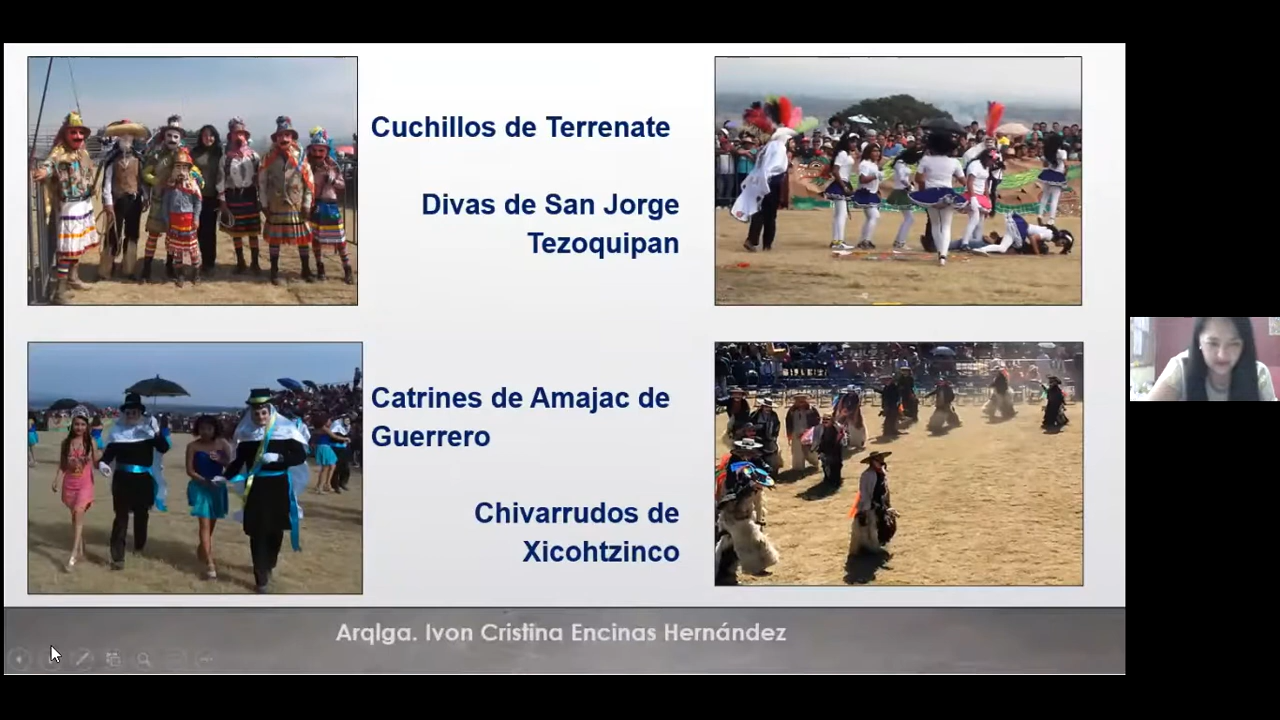 Cuchillos de Terrenate
Divas de San Jorge
Tezoquipan
Catrines de Amajac de
Guerrero
Chivarrudos de
Xicohtzinco
Arqlga. Ivon Cristina Encinas Hernández